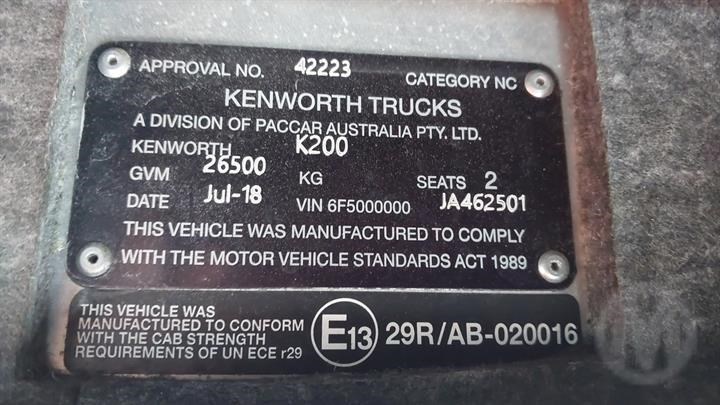 APPROVAL NO. 42223 CATEGORY NC
KENWORTH TRUCKS
A DIVISION OF PACCAR AUSTRALIA PTY. LTD.
KENWORTH K200
GVM 26500 KG SEATS 2
DATE Jul-18 VIN 6F5000000 JA462501
THIS VEHICLE WAS MANUFACTURED TO COMPLY
WITH THE MOTOR VEHICLE STANDARDS ACT 1989
THIS VEHICLE WAS
MANUFACTURED TO CONFORM
WITH THE CAB STRENGTH
REQUIREMENTS OF UN ECE r29
E13 29R/AB-020016
M